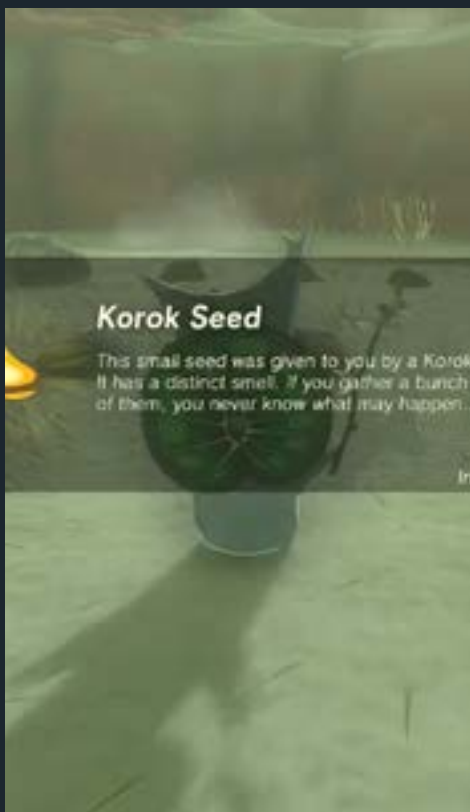 Korok Seed
This small seed was given to you by a Korok
It has a distinct smell. If you gather a bunch
of them, you never know what may happen.
In